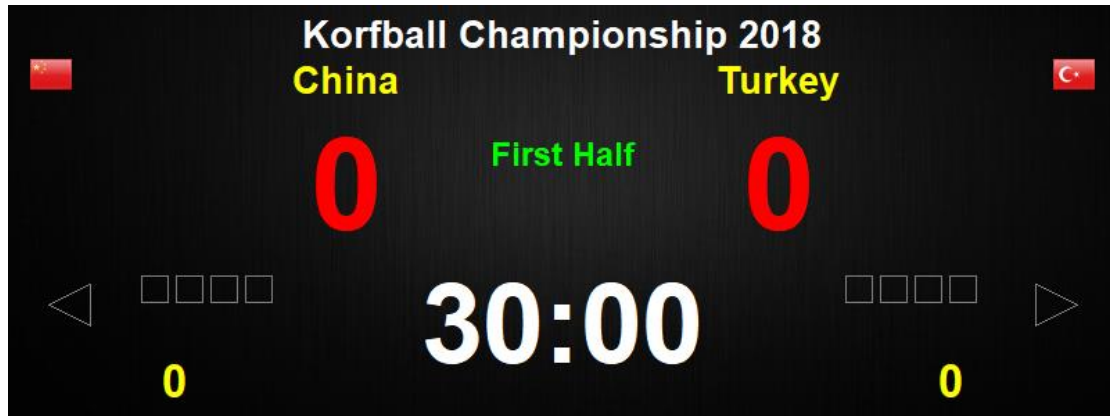 Korfball Championship 2018
China Turkey
0 First Half 0
30:00
0 0